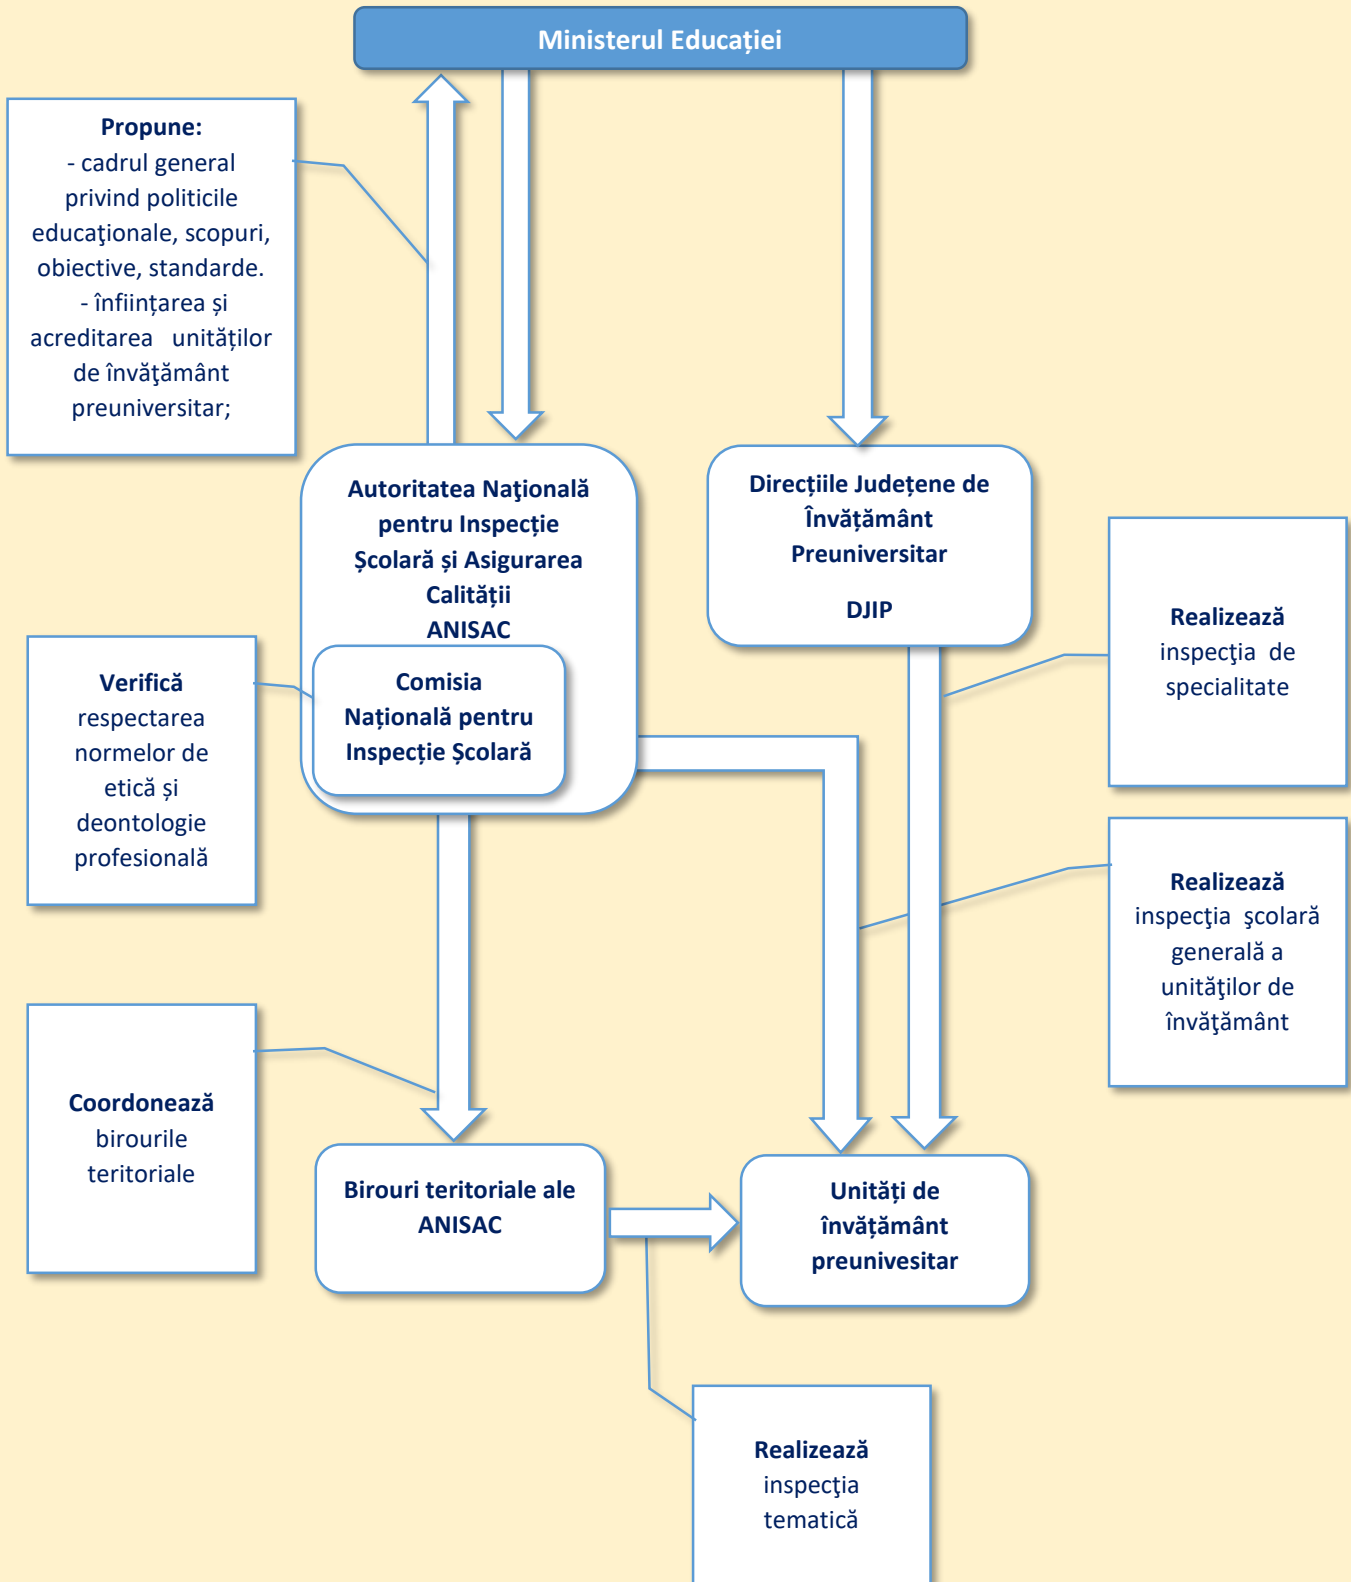 Ministerul Educației
Propune:
- cadrul general
privind politicile
educaţionale, scopuri,
obiective, standarde.
- înființarea și
acreditarea unităților
de învăţământ
preuniversitar;
Autoritatea Naţională
pentru Inspecție
Școlară și Asigurarea
Calității
ANISAC
Comisia
Națională pentru
Inspecție Școlară
Direcțiile Județene de
Învățământ
Preuniversitar
DJIP
Realizează
inspecţia de
specialitate
Verifică
respectarea
normelor de
etică și
deontologie
profesională
Realizează
inspecţia şcolară
generală a
unităţilor de
învăţământ
Coordonează
birourile
teritoriale
Birouri teritoriale ale
ANISAC
Unități de
învățământ
preunivesitar
Realizează
inspecţia
tematică